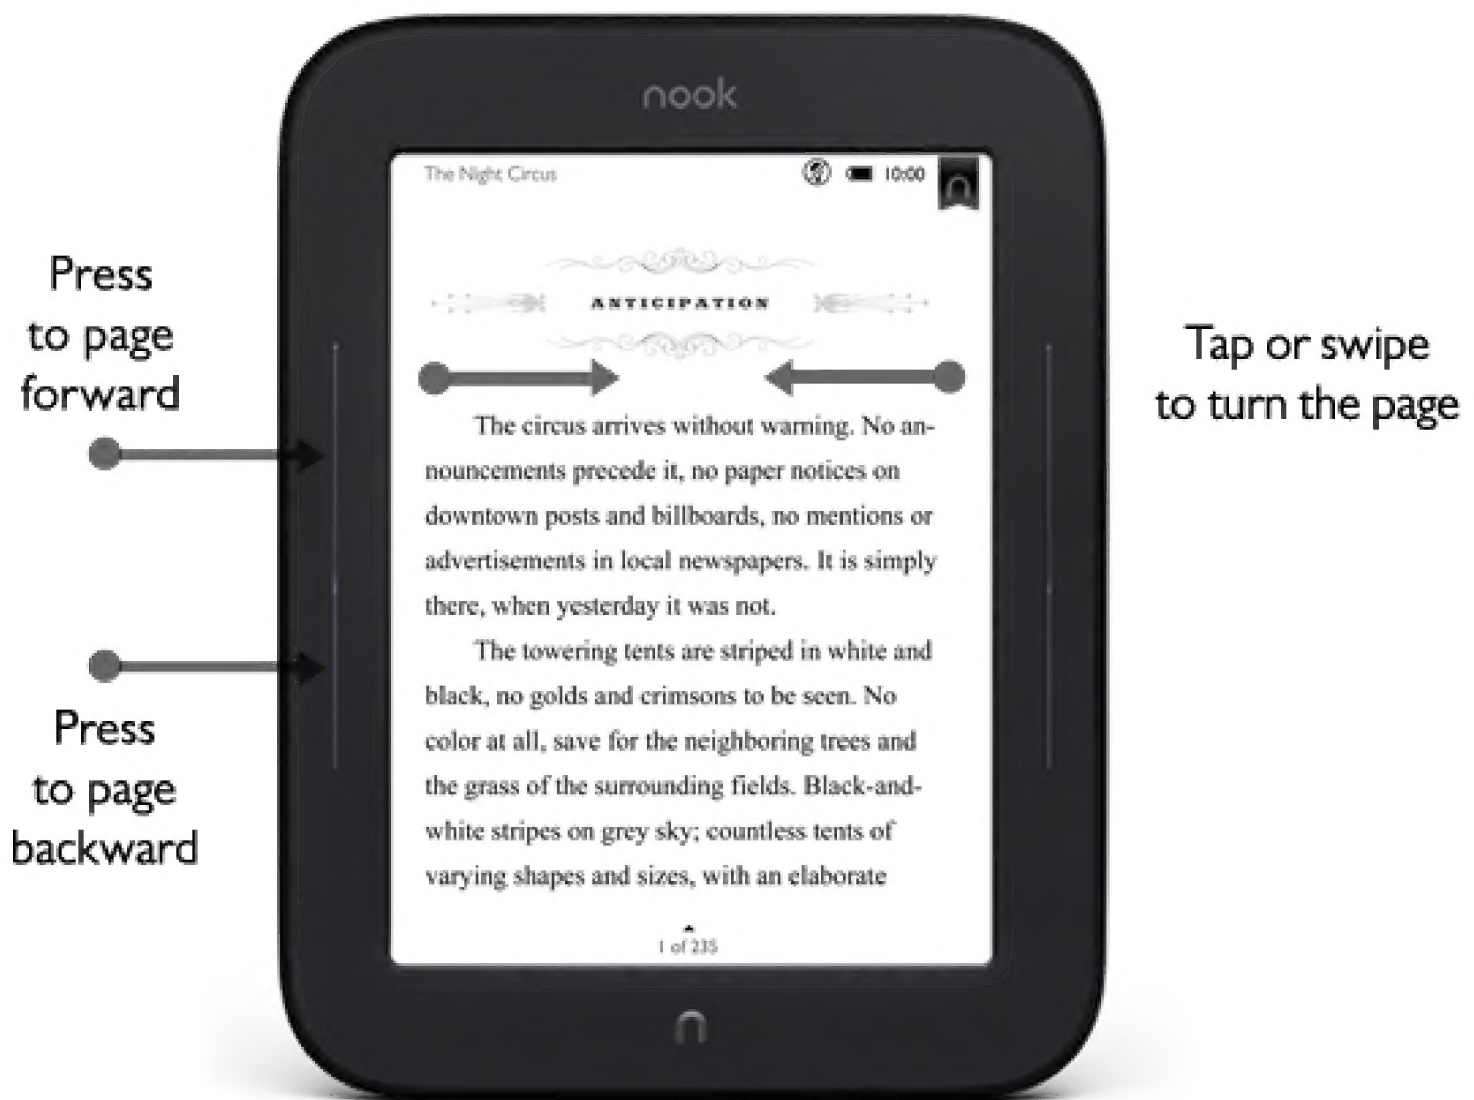 nook
The Night Circus
10:00
Press
to page
forward
ANTICIPATION
Tap or swipe
to turn the page
The circus arrives without warning. No an-
nouncements precede it, no paper notices on
downtown posts and billboards, no mentions or
advertisements in local newspapers. It is simply
there, when yesterday it was not.
The towering tents are striped in white and
black, no golds and crimsons to be seen. No
color at all, save for the neighboring trees and
the grass of the surrounding fields. Black-and-
white stripes on grey sky; countless tents of
varying shapes and sizes, with an elaborate
Press
to page
backward
1 of 235